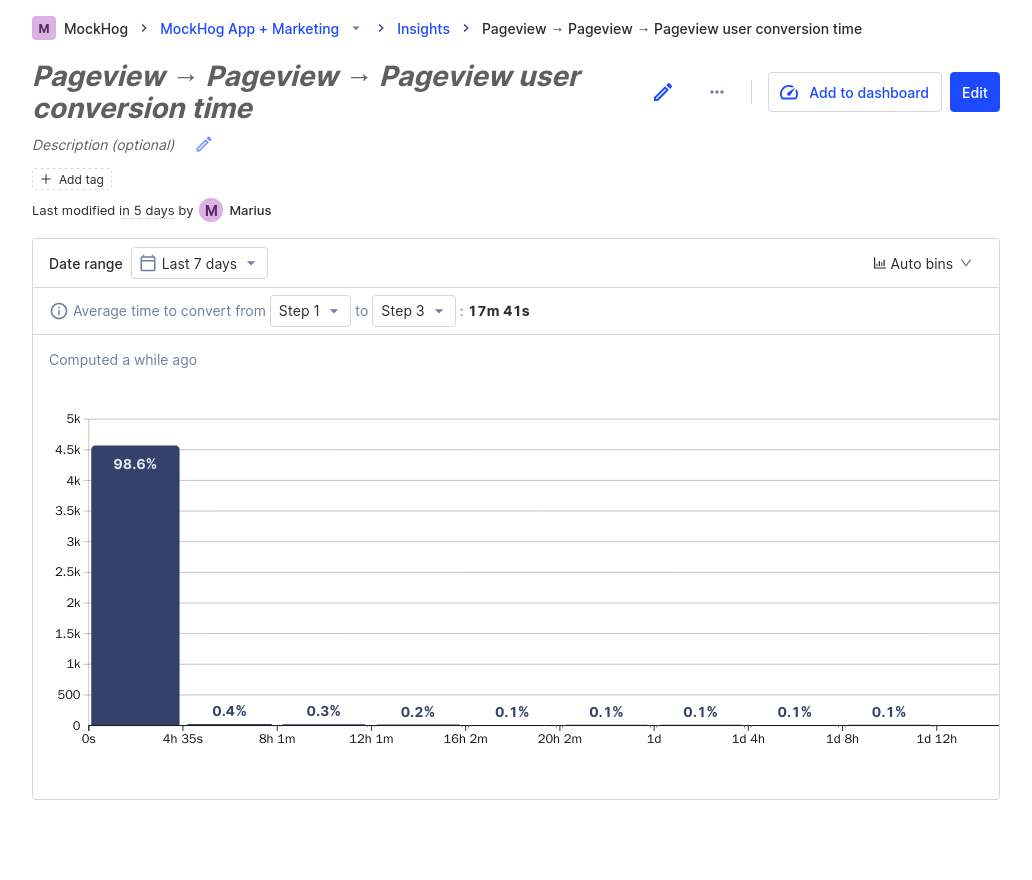 M MockHog > MockHog App + Marketing > Insights > Pageview → Pageview → Pageview user conversion time
Pageview → Pageview → Pageview user
conversion time
Add to dashboard
Edit
Description (optional)
Add tag
Last modified in 5 days by M Marius
Date range Last 7 days
Auto bins
Average time to convert from Step 1 to Step 3 : 17m 41s
Computed a while ago
5k
4.5k
98.6%
4k
3.5k
3k
2.5k
2k
1.5k
1k
500
0.4% 0.3% 0.2% 0.1% 0.1% 0.1% 0.1% 0.1%
0
0s 4h 35s 8h 1m 12h 1m 16h 2m 20h 2m 1d 1d 4h 1d 8h 1d 12h